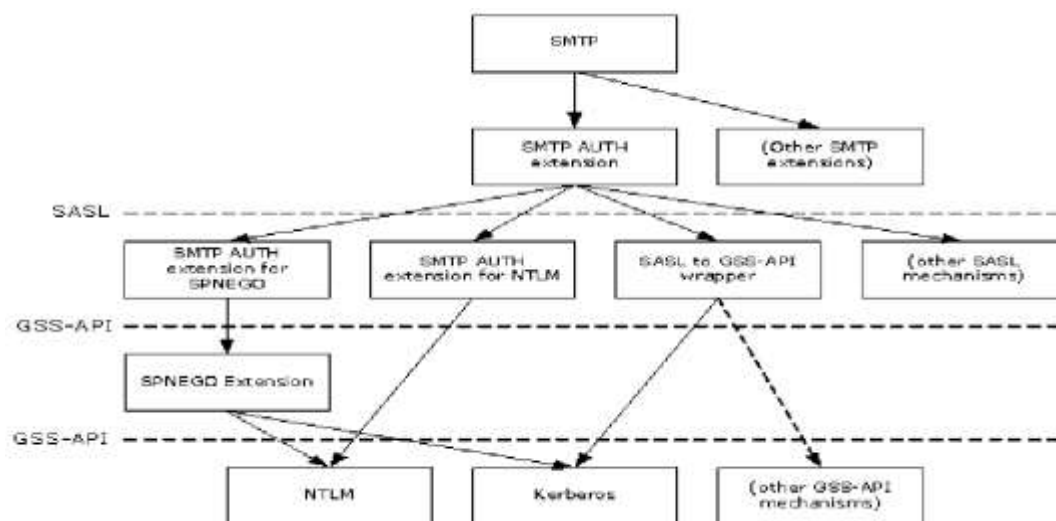 SMTP
SMTP AUTH
extension
(Other SMTP
extensions)
SASL
SMTP AUTH
extension for
SPNEGO
SMTP AUTH
extension for NTLM
SASL to GSS-API
wrapper
(other SASL
mechanisms)
GSS-API
SPNEGO Extension
GSS-API
NTLM
Kerberos
(other GSS-API
mechanisms)